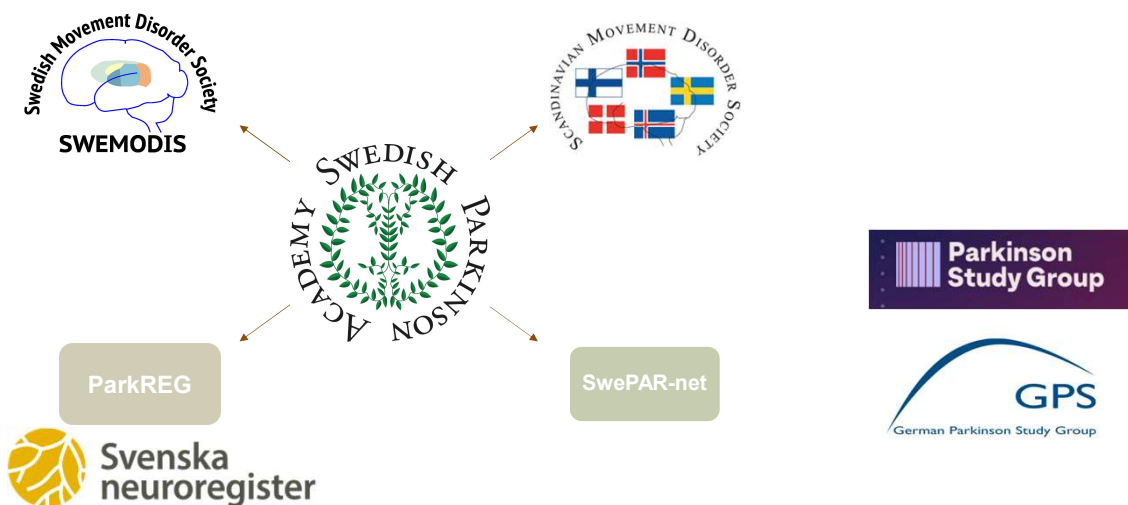 Swedish Movement Disorder Society
SWEMODIS
SCANDINAVIAN MOVEMENT DISORDER SOCIETY
SWEDISH PARKINSON ACADEMY
Parkinson
Study Group
GPS
German Parkinson Study Group
ParkREG
SwePAR-net
Svenska
neuroregister